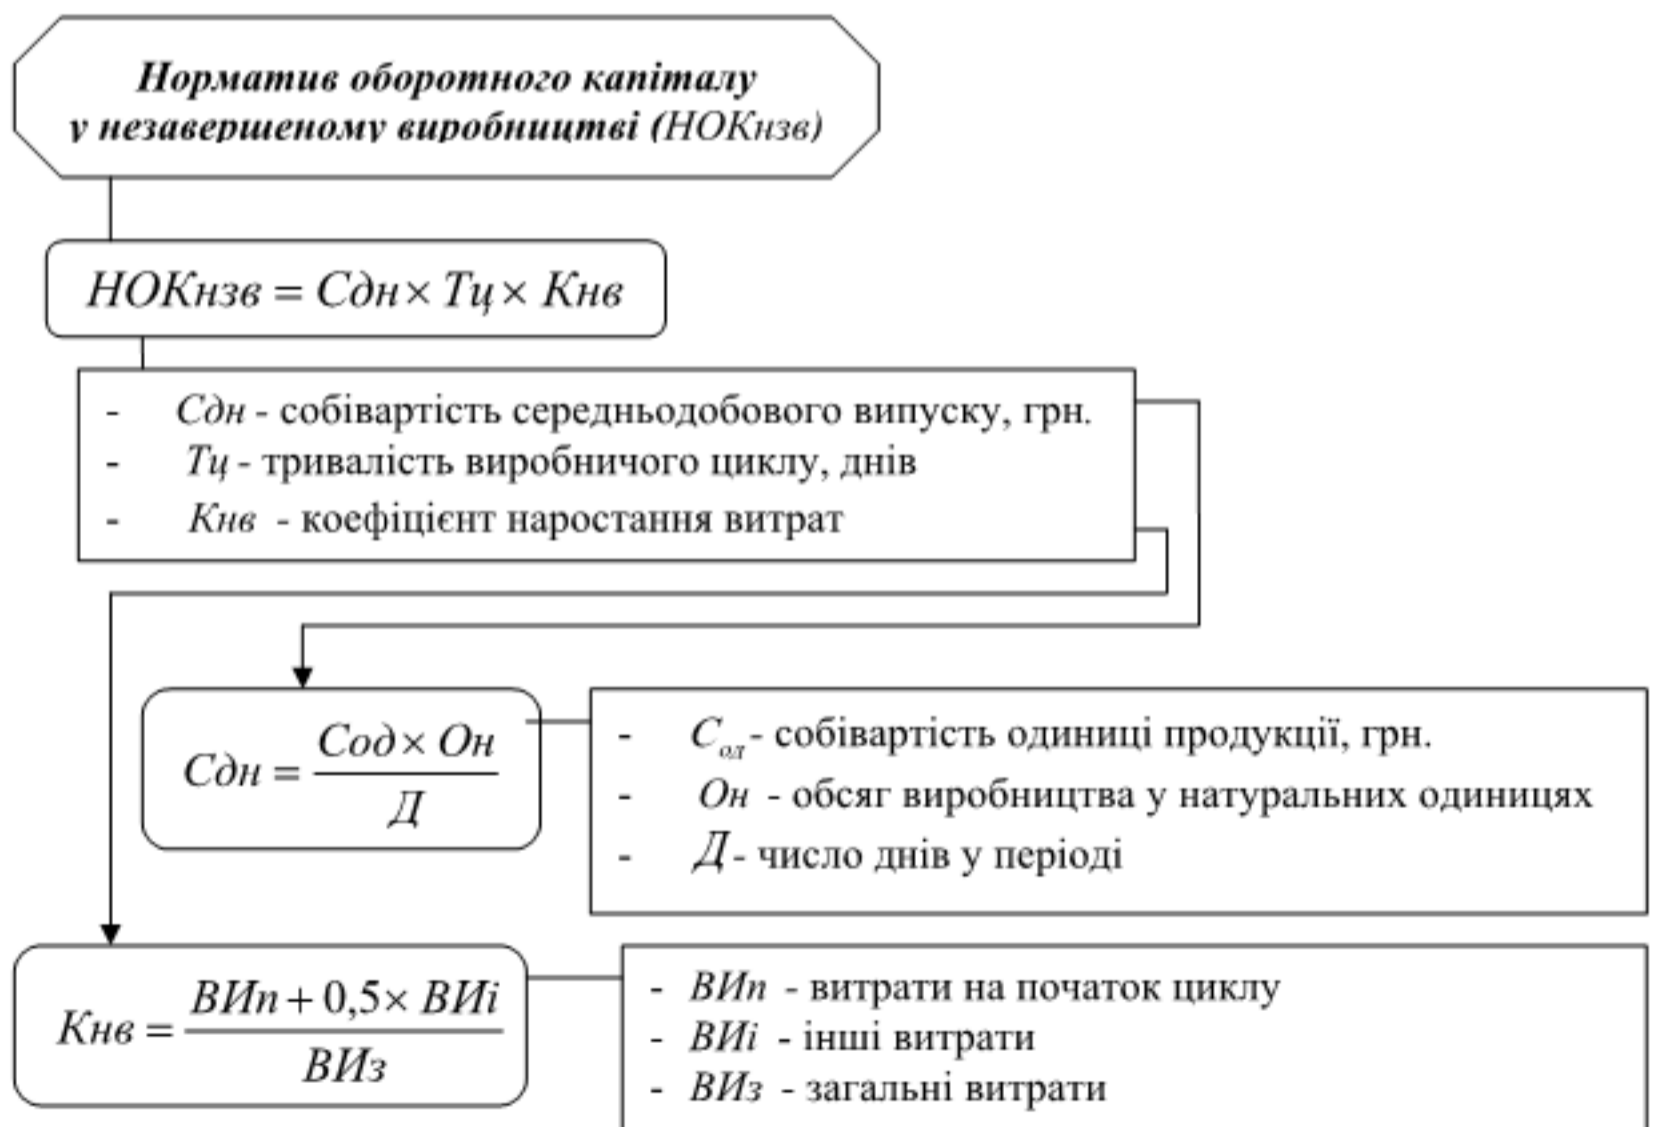 Норматив оборотного капіталу
у незавершеному виробництві (НОКнзв)
НОКнзв = Сдн × Тц × Кнв
- Сдн - собівартість середньодобового випуску, грн.
- Тц - тривалість виробничого циклу, днів
- Кнв - коефіцієнт наростання витрат
Сдн = Сод × Он / Д
- Сод - собівартість одиниці продукції, грн.
- Он - обсяг виробництва у натуральних одиницях
- Д - число днів у періоді
Кнв = ВИп + 0,5 × ВИі / ВИз
- ВИп - витрати на початок циклу
- ВИі - інші витрати
- ВИз - загальні витрати